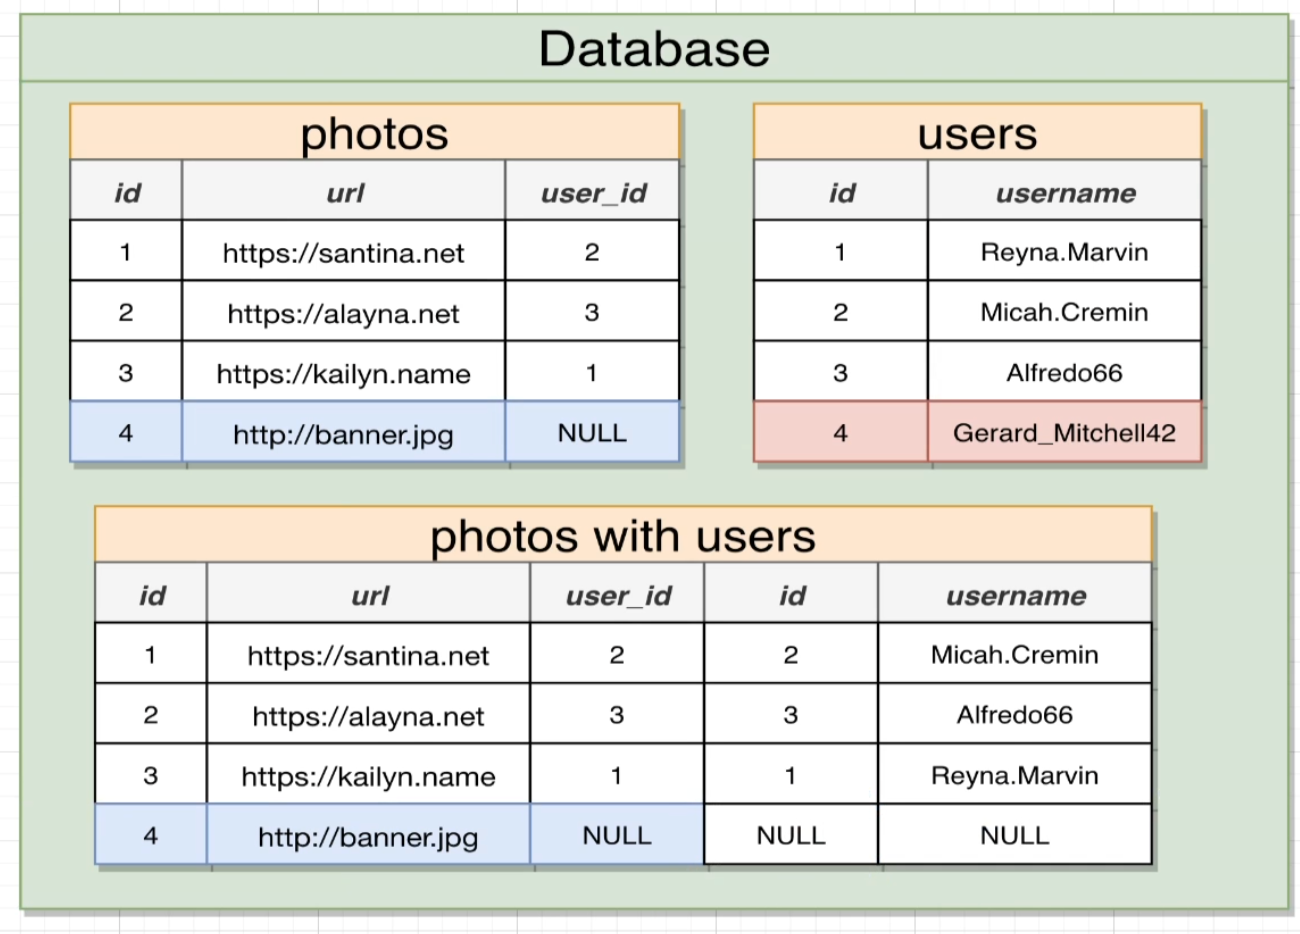 Database
photos
id url user_id
1 https://santina.net 2
2 https://alayna.net 3
3 https://kailyn.name 1
4 http://banner.jpg NULL
users
id username
1 Reyna.Marvin
2 Micah.Cremin
3 Alfredo66
4 Gerard_Mitchell42
photos with users
id url user_id id username
1 https://santina.net 2 2 Micah.Cremin
2 https://alayna.net 3 3 Alfredo66
3 https://kailyn.name 1 1 Reyna.Marvin
4 http://banner.jpg NULL NULL NULL